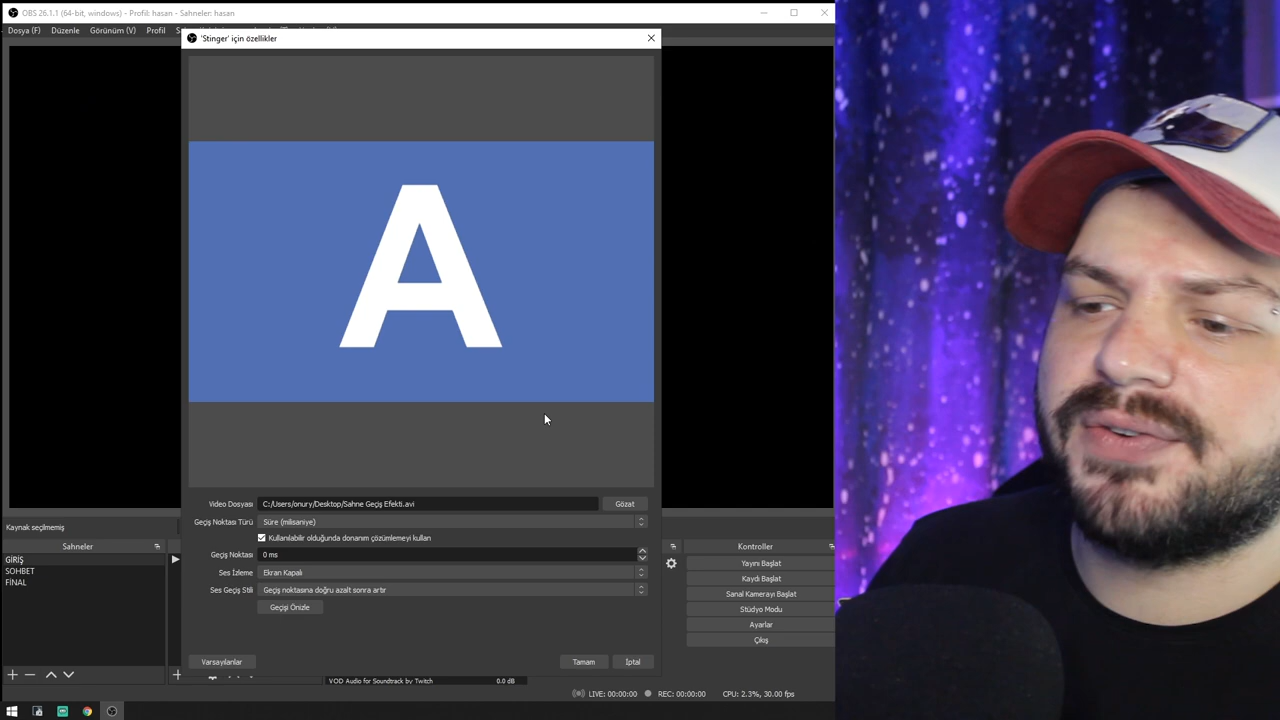 OBS 26.1.1 (64-bit, windows) - Profil: hasan - Sahneler: hasan
Dosya (F) Düzenle Görünüm (V) Profil
'Stinger' için özellikler
A
Video Dosyası C:/Users/onury/Desktop/Sahne Geçiş Efekti.avi Gözat
Geçiş Noktası Türü Süre (milisaniye)
Kullanılabilir olduğunda donanım çözümlemeyi kullan
Geçiş Noktası 0 ms
Ses İzleme Ekran Kapalı
Ses Geçiş Stili Geçiş noktasına doğru azalt sonra artır
Geçişi Önizle
Varsayılanlar Tamam İptal
Kaynak seçilmemiş
Sahneler
GİRİŞ
SOHBET
FİNAL
Kontroller
Yayını Başlat
Kaydı Başlat
Sanal Kamerayı Başlat
Stüdyo Modu
Ayarlar
Çıkış
VOD Audio for Soundtrack by Twitch 0.0 dB
LIVE: 00:00:00 REC: 00:00:00 CPU: 2.3%, 30.00 fps